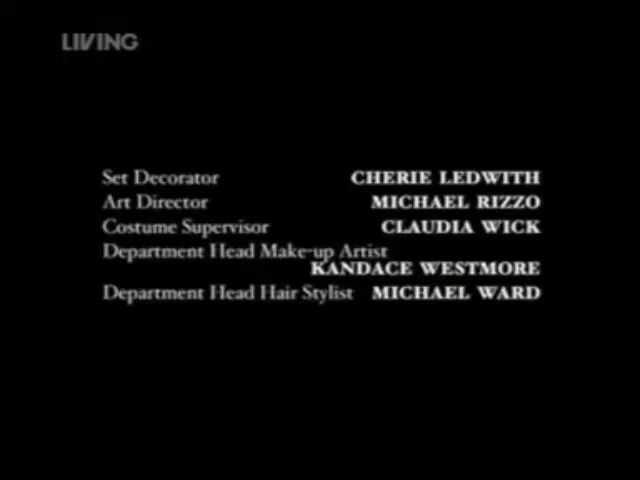 LIVING
Set Decorator CHERIE LEDWITH
Art Director MICHAEL RIZZO
Costume Supervisor CLAUDIA WICK
Department Head Make-up Artist
KANDACE WESTMORE
Department Head Hair Stylist MICHAEL WARD